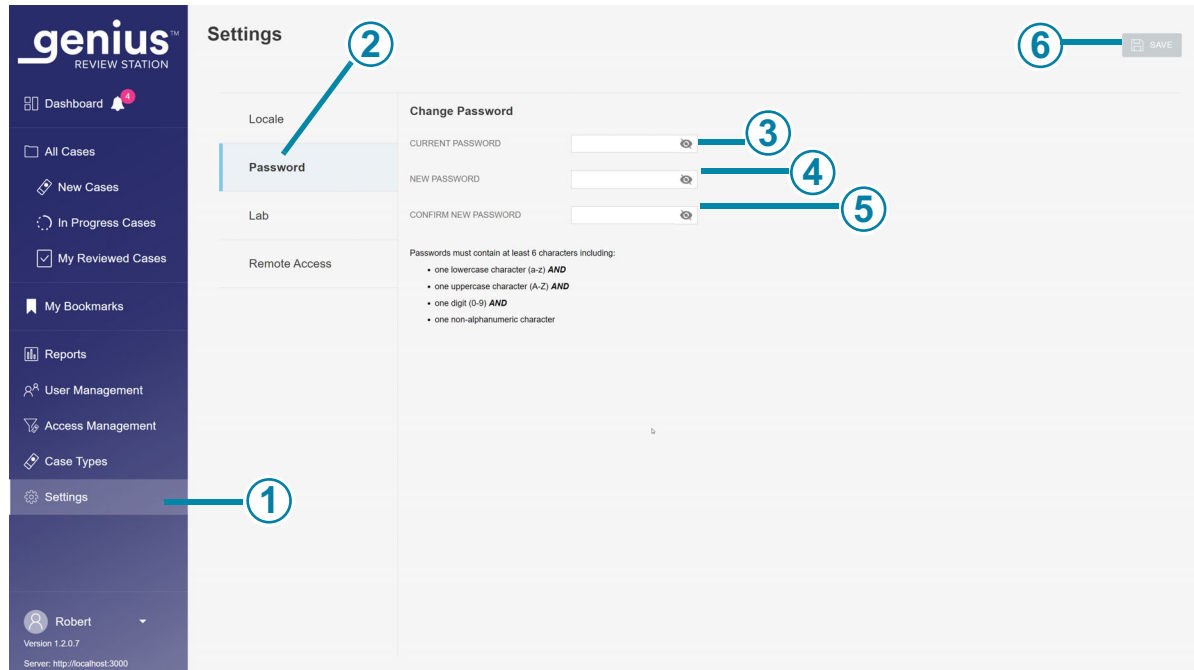 genius™
REVIEW STATION
Dashboard 4
All Cases
New Cases
In Progress Cases
My Reviewed Cases
My Bookmarks
Reports
User Management
Access Management
Case Types
Settings
Robert
Version 1.2.0.7
Server: http://localhost:3000
Settings
SAVE
Locale
Password
Lab
Remote Access
Change Password
CURRENT PASSWORD
NEW PASSWORD
CONFIRM NEW PASSWORD
Passwords must contain at least 6 characters including:
• one lowercase character (a-z) AND
• one uppercase character (A-Z) AND
• one digit (0-9) AND
• one non-alphanumeric character
1
2
3
4
5
6